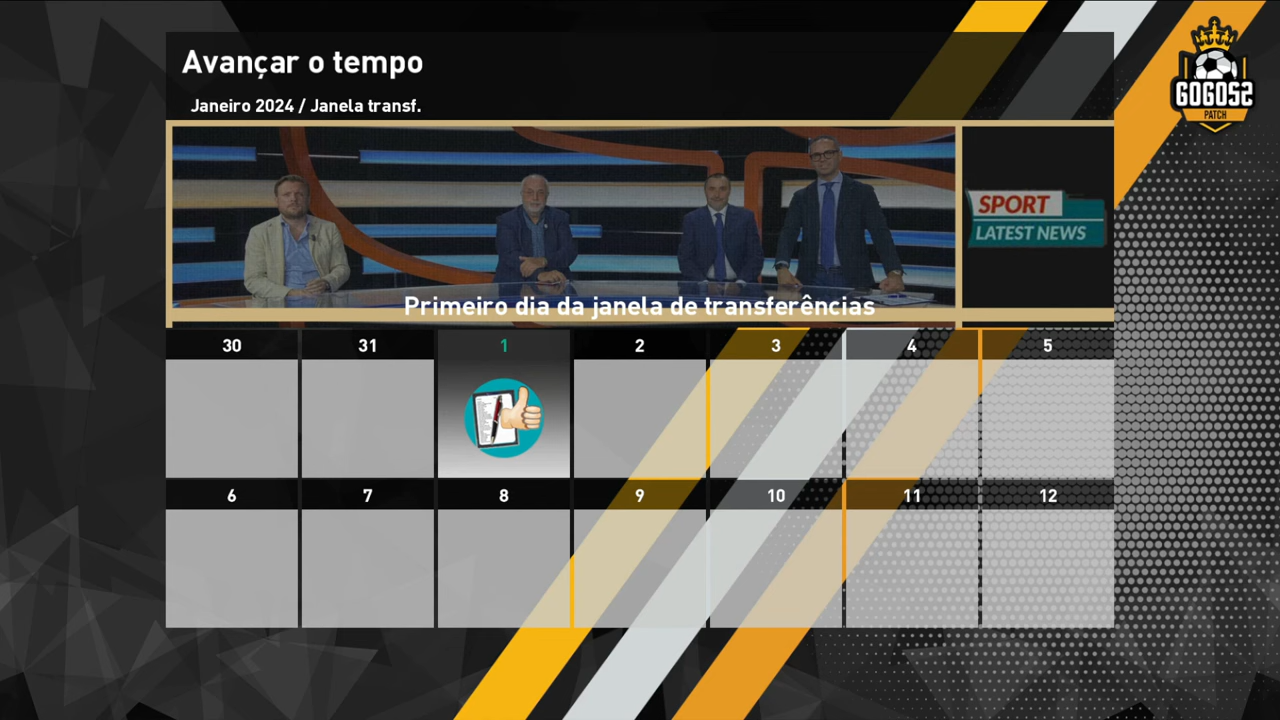 Avançar o tempo
Janeiro 2024 / Janela transf.
GOGOS2
PATCH
SPORT
LATEST NEWS
Primeiro dia da janela de transferências
30 31 1 2 3 4 5
6 7 8 9 10 11 12